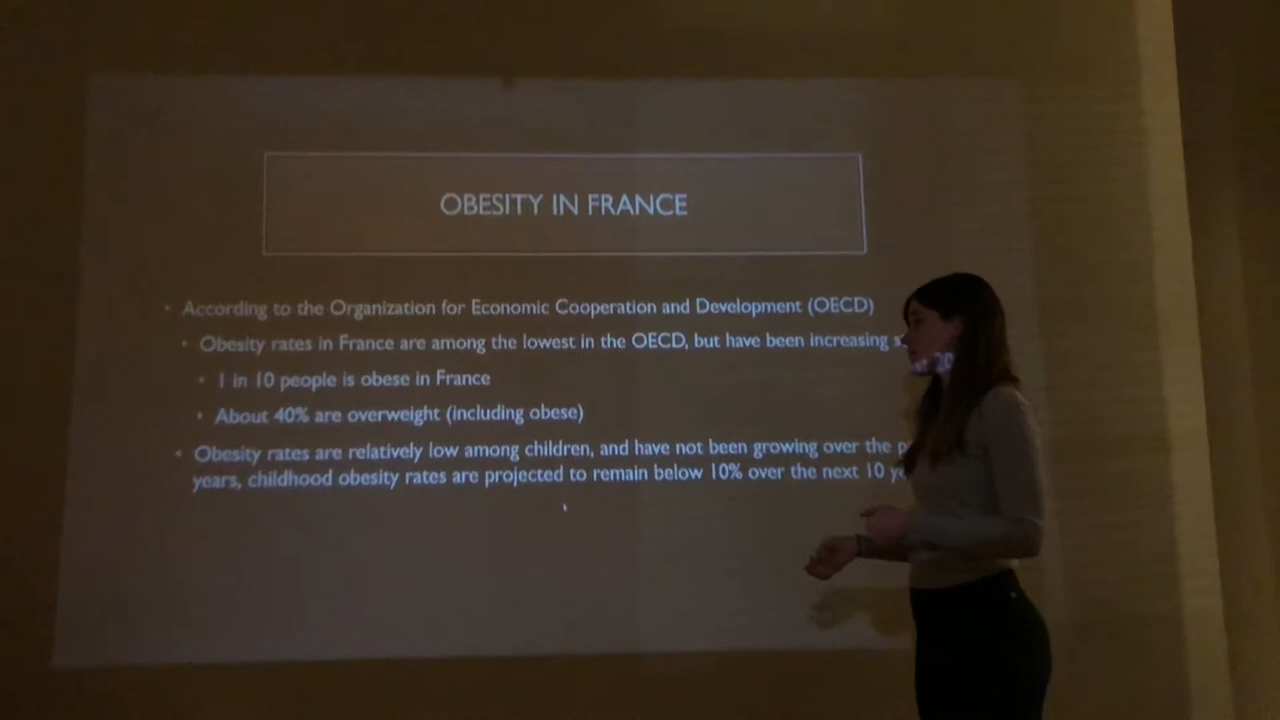 OBESITY IN FRANCE
• According to the Organization for Economic Cooperation and Development (OECD)
• Obesity rates in France are among the lowest in the OECD, but have been increasing
• 1 in 10 people is obese in France
• About 40% are overweight (including obese)
• Obesity rates are relatively low among children, and have not been growing over the
years, childhood obesity rates are projected to remain below 10% over the next 10